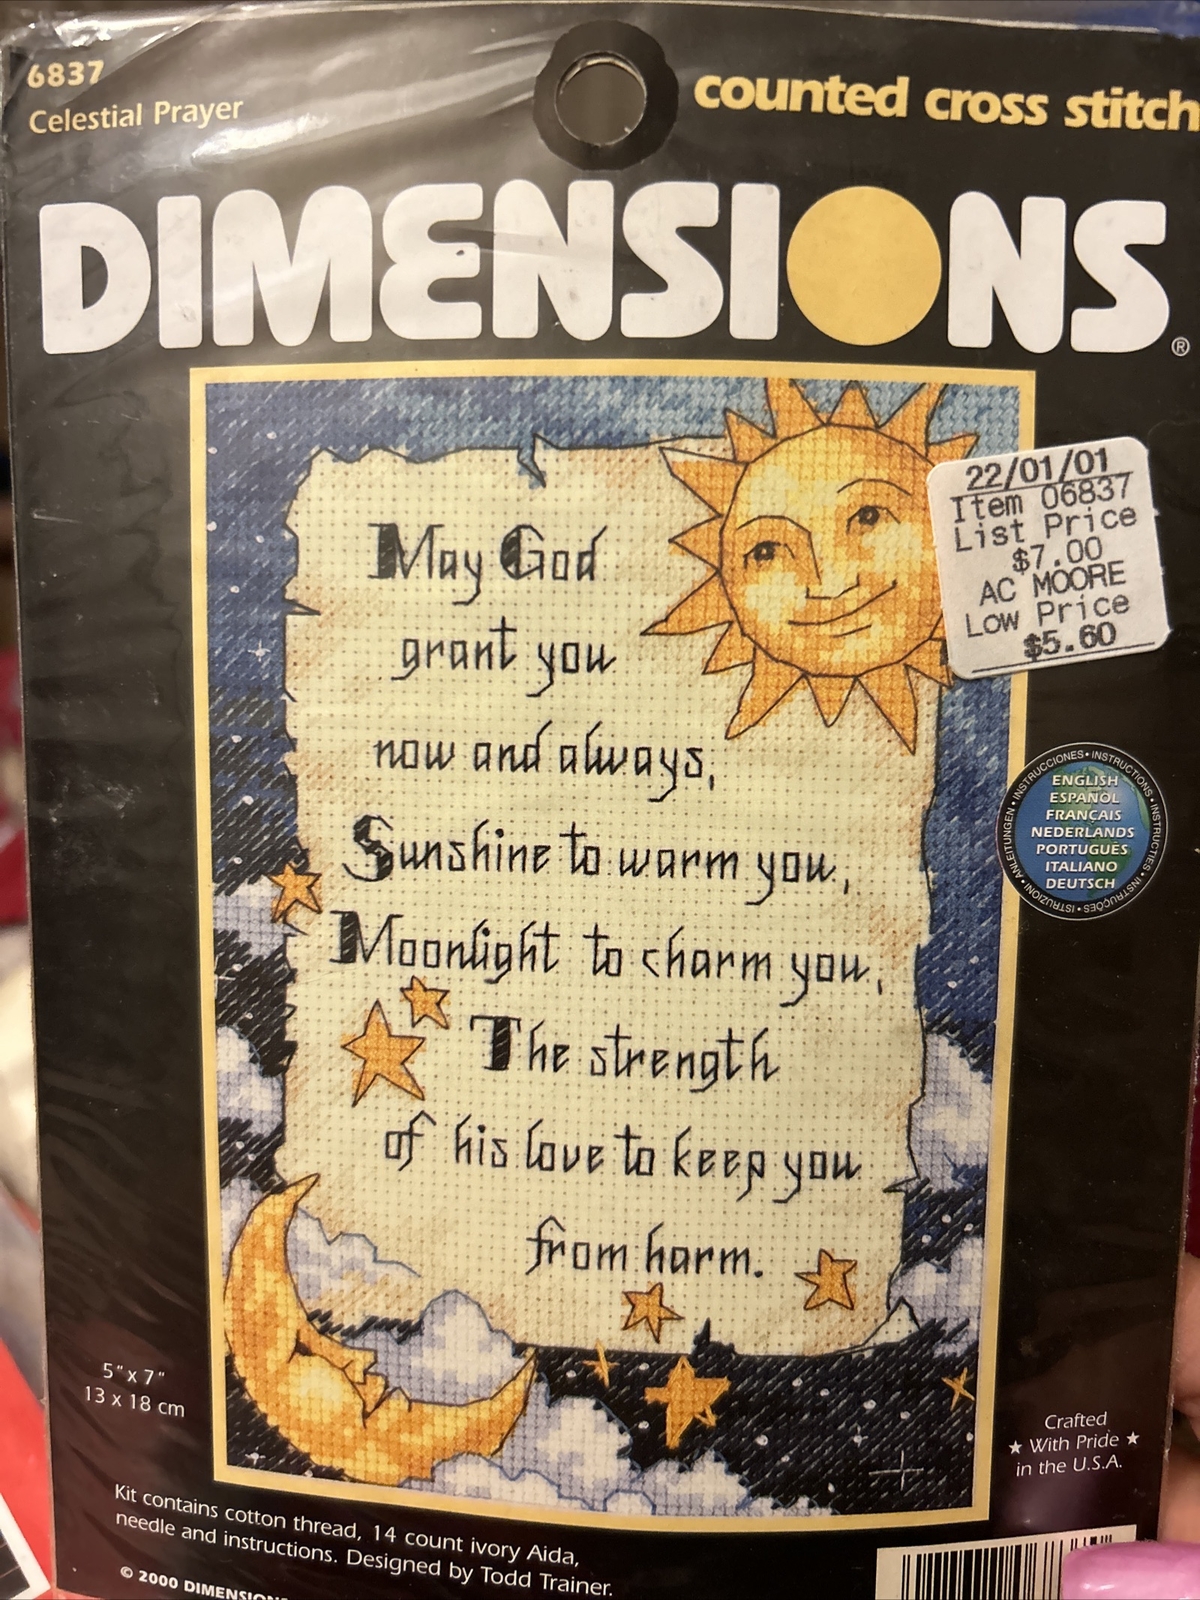 6837
Celestial Prayer
counted cross stitch
DIMENSIONS®
22/01/01
Item 06837
List Price
$7.00
AC MOORE
Low Price
$5.60
May God
grant you
now and always,
Sunshine to warm you,
Moonlight to charm you,
The strength
of his love to keep you
from harm.
INSTRUCCIONES • INSTRUCTIONS • INSTRUCTIES • INSTRUÇÕES • ISTRUZIONI • ANLEITUNGEN •
ENGLISH
ESPAÑOL
FRANÇAIS
NEDERLANDS
PORTUGUÊS
ITALIANO
DEUTSCH
5" x 7"
13 x 18 cm
Crafted
★ With Pride ★
in the U.S.A.
Kit contains cotton thread, 14 count ivory Aida,
needle and instructions. Designed by Todd Trainer.
© 2000 DIMENSIONS